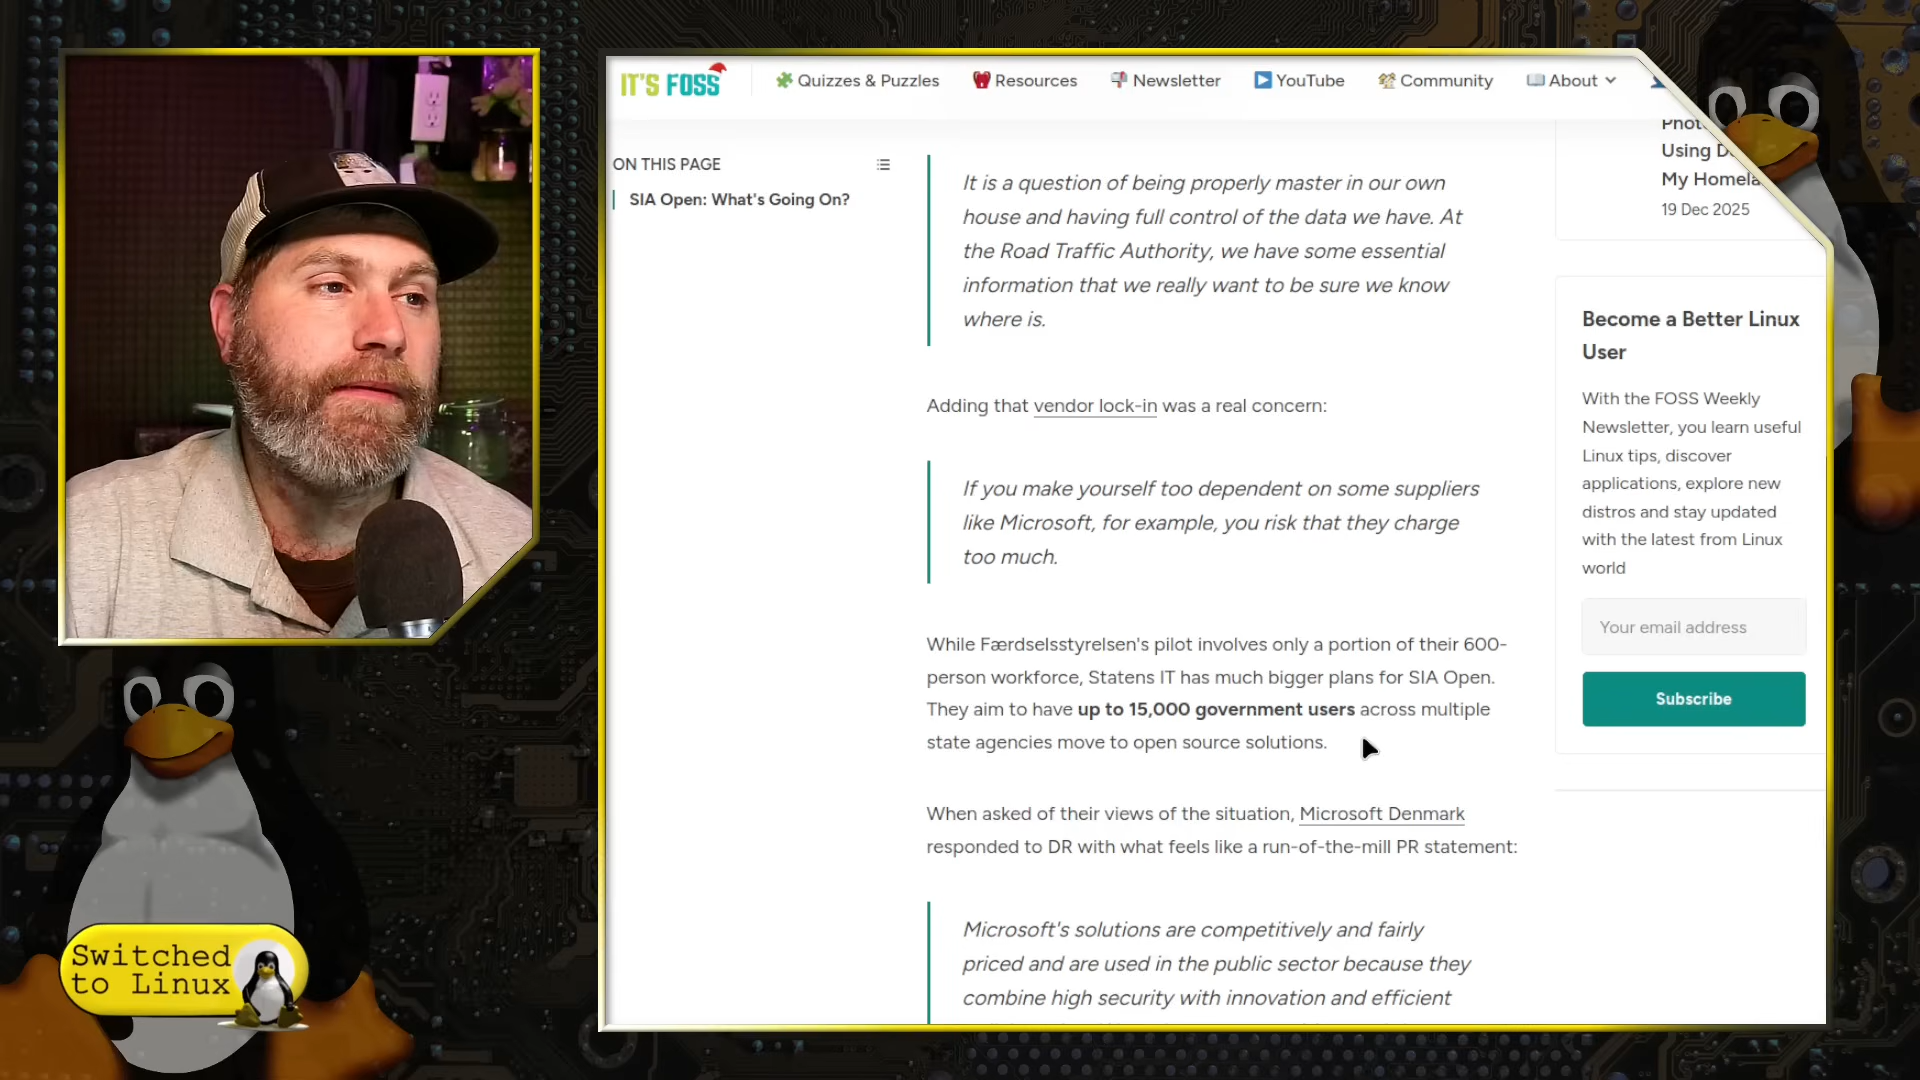 IT'S FOSS
Quizzes & Puzzles
Resources
Newsletter
YouTube
Community
About
ON THIS PAGE
SIA Open: What's Going On?
It is a question of being properly master in our own
house and having full control of the data we have. At
the Road Traffic Authority, we have some essential
information that we really want to be sure we know
where is.
Adding that vendor lock-in was a real concern:
If you make yourself too dependent on some suppliers
like Microsoft, for example, you risk that they charge
too much.
While Færdselsstyrelsen's pilot involves only a portion of their 600-
person workforce, Statens IT has much bigger plans for SIA Open.
They aim to have up to 15,000 government users across multiple
state agencies move to open source solutions.
When asked of their views of the situation, Microsoft Denmark
responded to DR with what feels like a run-of-the-mill PR statement:
Microsoft's solutions are competitively and fairly
priced and are used in the public sector because they
combine high security with innovation and efficient
Using
My
19 Dec 2025
Become a Better Linux
User
With the FOSS Weekly
Newsletter, you learn useful
Linux tips, discover
applications, explore new
distros and stay updated
with the latest from Linux
world
Your email address
Subscribe
Switched
to Linux